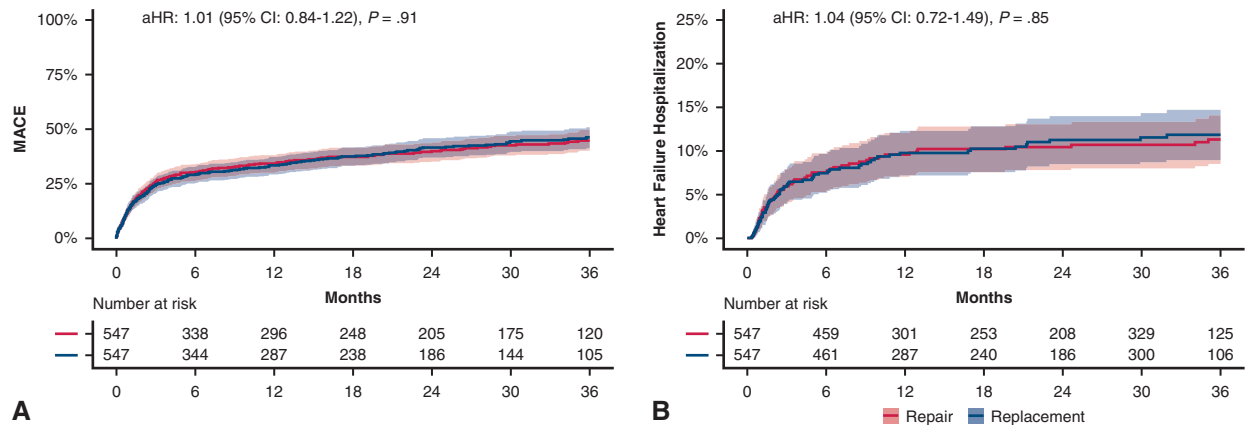 aHR: 1.01 (95% CI: 0.84-1.22), P = .91
100%
75%
50%
25%
0%
MACE
0 6 12 18 24 30 36
Months
Number at risk
547 338 296 248 205 175 120
547 344 287 238 186 144 105
0 6 12 18 24 30 36
A
aHR: 1.04 (95% CI: 0.72-1.49), P = .85
25%
20%
15%
10%
5%
0%
Heart Failure Hospitalization
0 6 12 18 24 30 36
Months
Number at risk
547 459 301 253 208 329 125
547 461 287 240 186 300 106
0 6 12 18 24 30 36
B
Repair Replacement